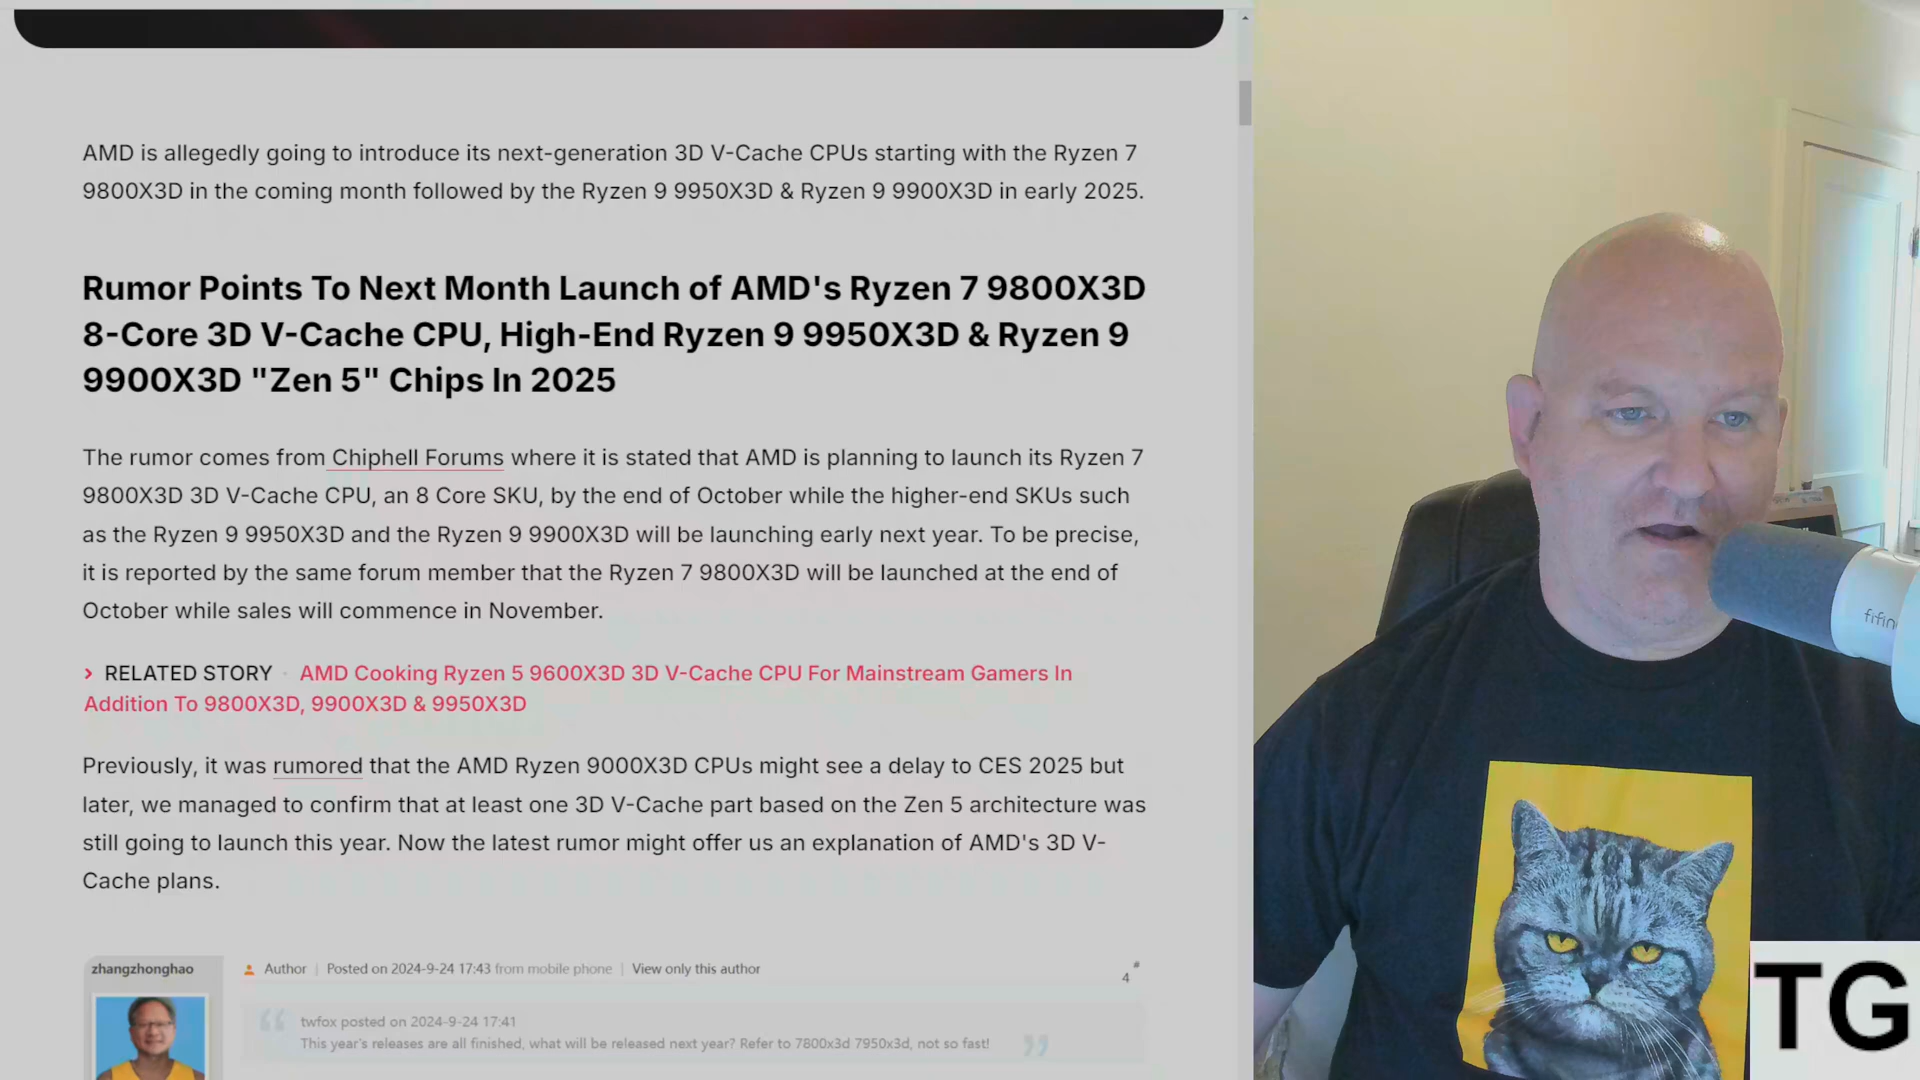 AMD is allegedly going to introduce its next-generation 3D V-Cache CPUs starting with the Ryzen 7
9800X3D in the coming month followed by the Ryzen 9 9950X3D & Ryzen 9 9900X3D in early 2025.
Rumor Points To Next Month Launch of AMD's Ryzen 7 9800X3D
8-Core 3D V-Cache CPU, High-End Ryzen 9 9950X3D & Ryzen 9
9900X3D "Zen 5" Chips In 2025
The rumor comes from Chiphell Forums where it is stated that AMD is planning to launch its Ryzen 7
9800X3D 3D V-Cache CPU, an 8 Core SKU, by the end of October while the higher-end SKUs such
as the Ryzen 9 9950X3D and the Ryzen 9 9900X3D will be launching early next year. To be precise,
it is reported by the same forum member that the Ryzen 7 9800X3D will be launched at the end of
October while sales will commence in November.
RELATED STORY · AMD Cooking Ryzen 5 9600X3D 3D V-Cache CPU For Mainstream Gamers In
Addition To 9800X3D, 9900X3D & 9950X3D
Previously, it was rumored that the AMD Ryzen 9000X3D CPUs might see a delay to CES 2025 but
later, we managed to confirm that at least one 3D V-Cache part based on the Zen 5 architecture was
still going to launch this year. Now the latest rumor might offer us an explanation of AMD's 3D V-
Cache plans.
zhangzhonghao
Author | Posted on 2024-9-24 17:43 from mobile phone | View only this author
4#
twfox posted on 2024-9-24 17:41
This year's releases are all finished, what will be released next year? Refer to 7800x3d 7950x3d, not so fast!
fifin
TG